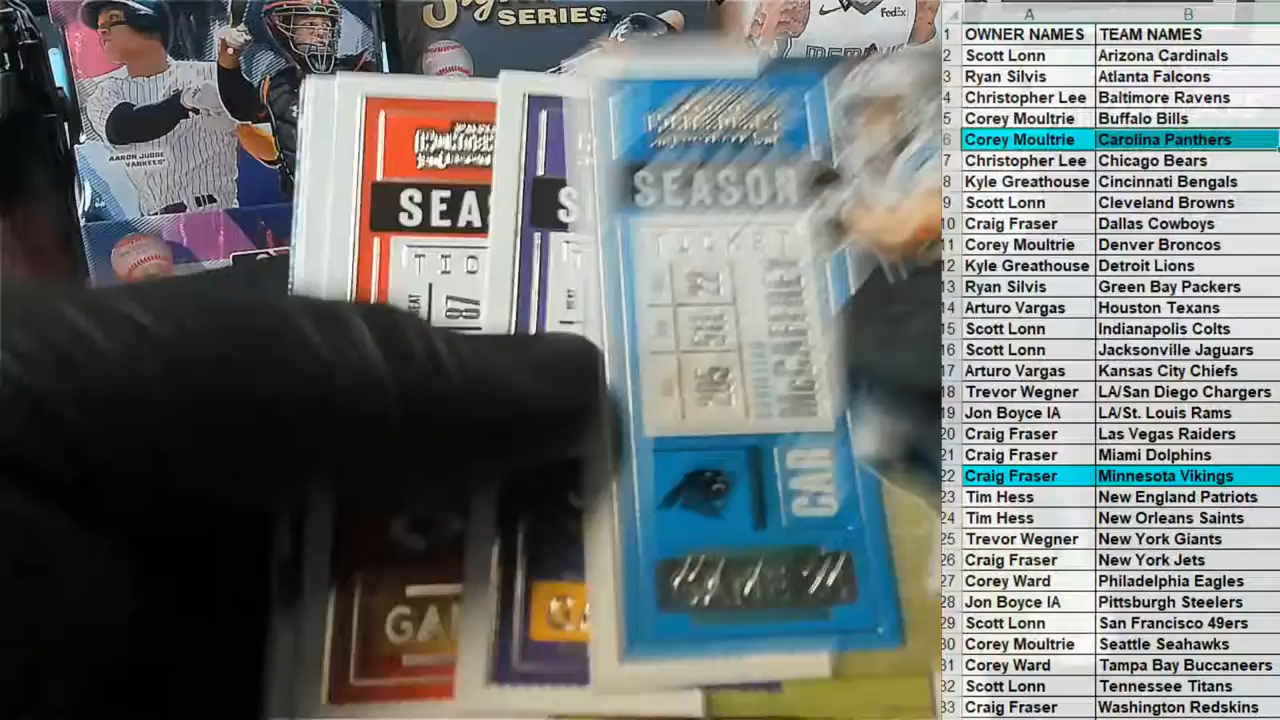 SERIES
FedEx
AARON JUDGE
YANKEES
SEA
TIC
87
GA
S
SEASON
TICKET
22
511
205
McCAFFREY
CAR
A B
1 OWNER NAMES TEAM NAMES
2 Scott Lonn Arizona Cardinals
3 Ryan Silvis Atlanta Falcons
4 Christopher Lee Baltimore Ravens
5 Corey Moultrie Buffalo Bills
6 Corey Moultrie Carolina Panthers
7 Christopher Lee Chicago Bears
8 Kyle Greathouse Cincinnati Bengals
9 Scott Lonn Cleveland Browns
10 Craig Fraser Dallas Cowboys
11 Corey Moultrie Denver Broncos
12 Kyle Greathouse Detroit Lions
13 Ryan Silvis Green Bay Packers
14 Arturo Vargas Houston Texans
15 Scott Lonn Indianapolis Colts
16 Scott Lonn Jacksonville Jaguars
17 Arturo Vargas Kansas City Chiefs
18 Trevor Wegner LA/San Diego Chargers
19 Jon Boyce IA LA/St. Louis Rams
20 Craig Fraser Las Vegas Raiders
21 Craig Fraser Miami Dolphins
22 Craig Fraser Minnesota Vikings
23 Tim Hess New England Patriots
24 Tim Hess New Orleans Saints
25 Trevor Wegner New York Giants
26 Craig Fraser New York Jets
27 Corey Ward Philadelphia Eagles
28 Jon Boyce IA Pittsburgh Steelers
29 Scott Lonn San Francisco 49ers
30 Corey Moultrie Seattle Seahawks
31 Corey Ward Tampa Bay Buccaneers
32 Scott Lonn Tennessee Titans
33 Craig Fraser Washington Redskins